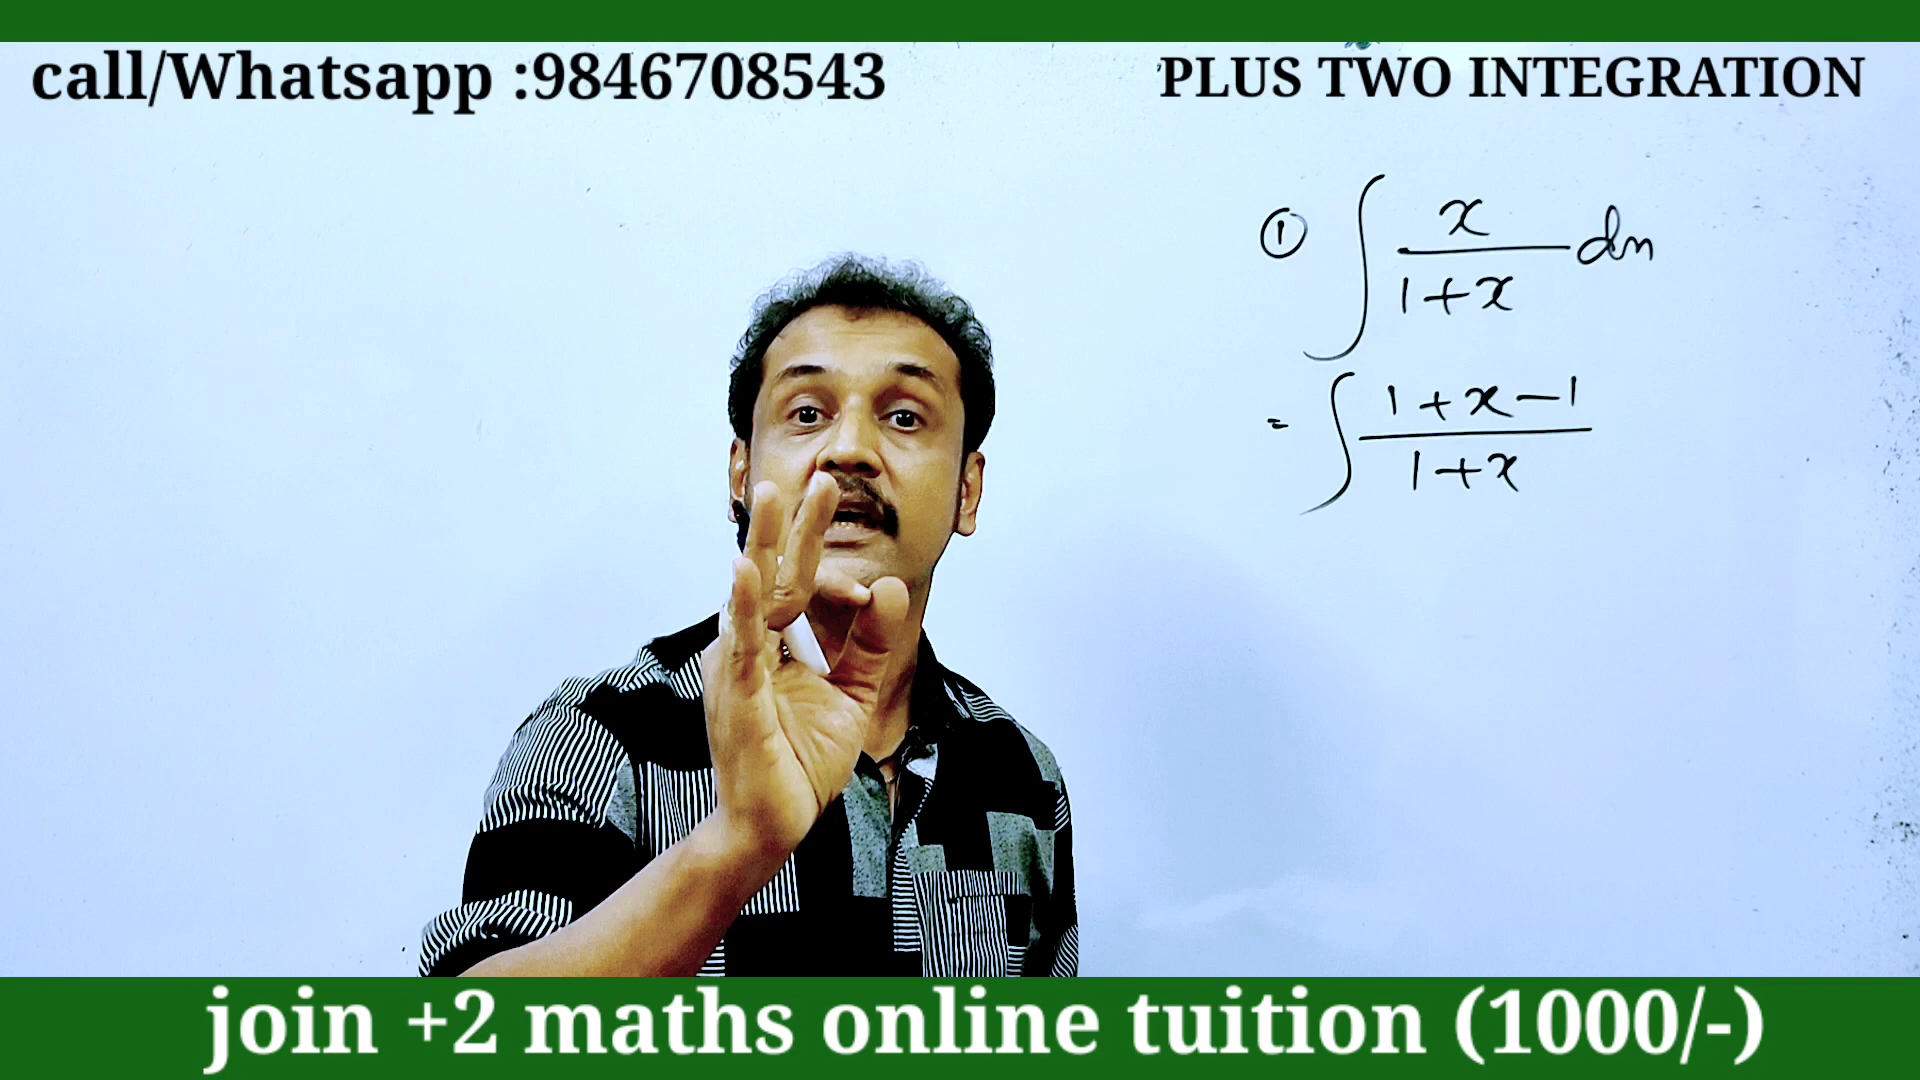 call/Whatsapp :9846708543
PLUS TWO INTEGRATION
① ∫ x/(1+x) dx
= ∫ (1+x−1)/(1+x)
join +2 maths online tuition (1000/-)